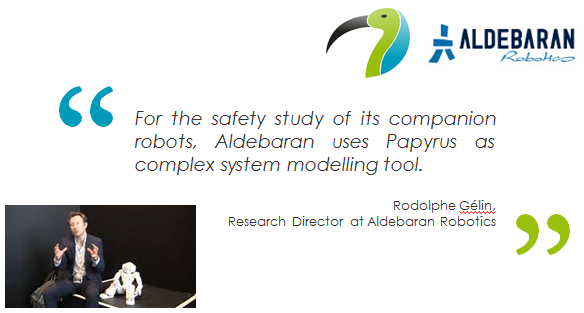 ALDEBARAN
Robotics
For the safety study of its companion
robots, Aldebaran uses Papyrus as
complex system modelling tool.
Rodolphe Gélin,
Research Director at Aldebaran Robotics